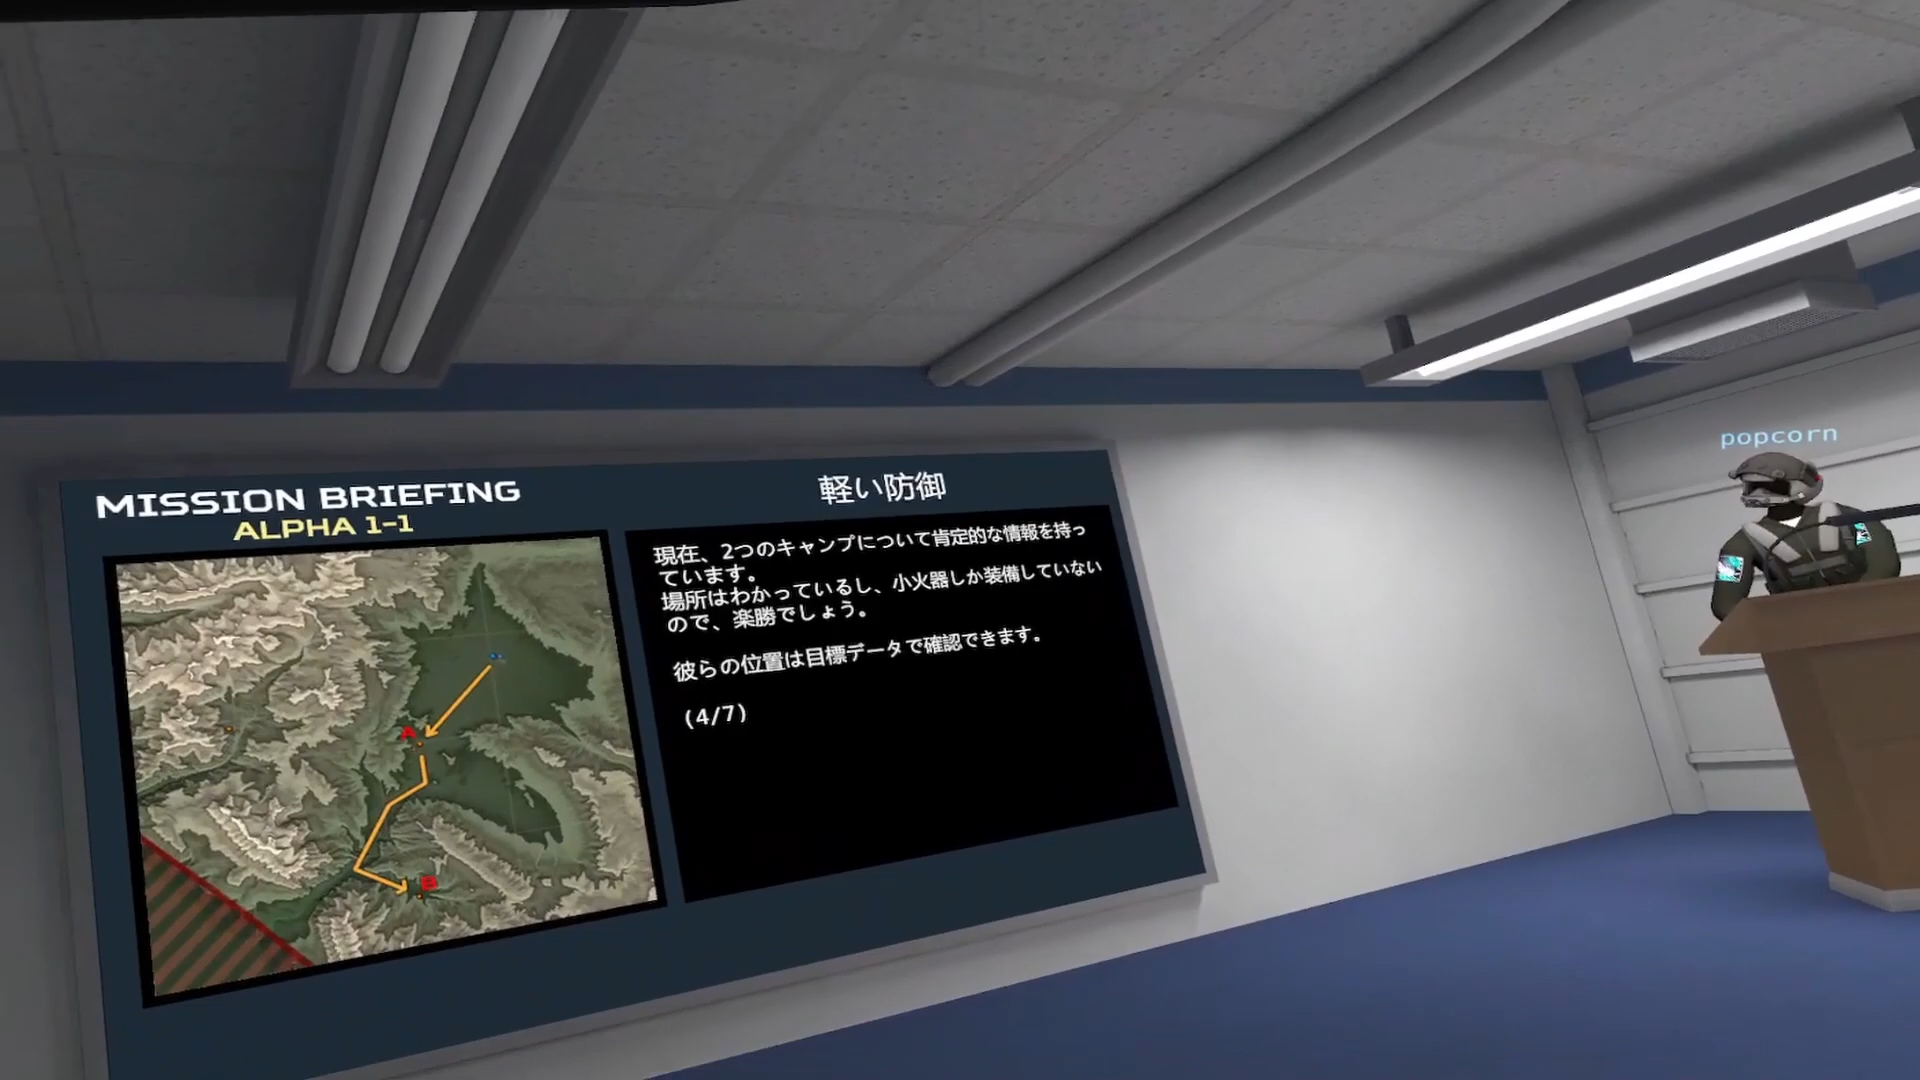 popcorn
MISSION BRIEFING
ALPHA 1-1
軽い防御
現在、2つのキャンプについて肯定的な情報を持っ
ています。
場所はわかっているし、小火器しか装備していない
ので、楽勝でしょう。
彼らの位置は目標データで確認できます。
(4/7)
A
B